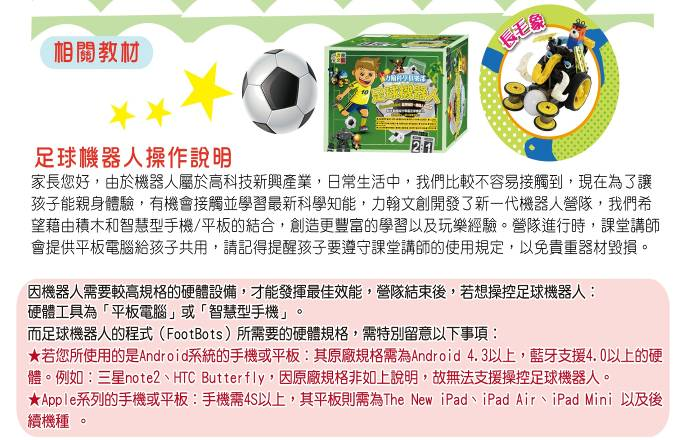 相關教材
長毛象
力翰科學俱樂部
足球機器人
10
2 1
足球機器人操作說明
家長您好，由於機器人屬於高科技新興產業，日常生活中，我們比較不容易接觸到，現在為了讓
孩子能親身體驗，有機會接觸並學習最新科學知能，力翰文創開發了新一代機器人營隊，我們希
望藉由積木和智慧型手機/平板的結合，創造更豐富的學習以及玩樂經驗。營隊進行時，課堂講師
會提供平板電腦給孩子共用，請記得提醒孩子要遵守課堂講師的使用規定，以免貴重器材毀損。
因機器人需要較高規格的硬體設備，才能發揮最佳效能，營隊結束後，若想操控足球機器人：
硬體工具為「平板電腦」或「智慧型手機」。
而足球機器人的程式（FootBots）所需要的硬體規格，需特別留意以下事項：
★若您所使用的是Android系統的手機或平板：其原廠規格需為Android 4.3以上，藍牙支援4.0以上的硬
體。例如：三星note2、HTC Butterfly，因原廠規格非如上說明，故無法支援操控足球機器人。
★Apple系列的手機或平板：手機需4S以上，其平板則需為The New iPad、iPad Air、iPad Mini 以及後
續機種 。